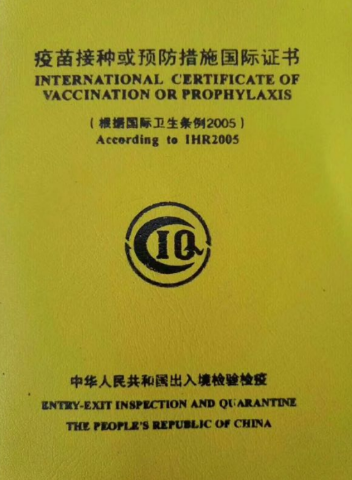 疫苗接种或预防措施国际证书
INTERNATIONAL CERTIFICATE OF
VACCINATION OR PROPHYLAXIS
（根据国际卫生条例2005）
According to IHR2005
CIQ
中华人民共和国出入境检验检疫
ENTRY-EXIT INSPECTION AND QUARANTINE
THE PEOPLE'S REPUBLIC OF CHINA